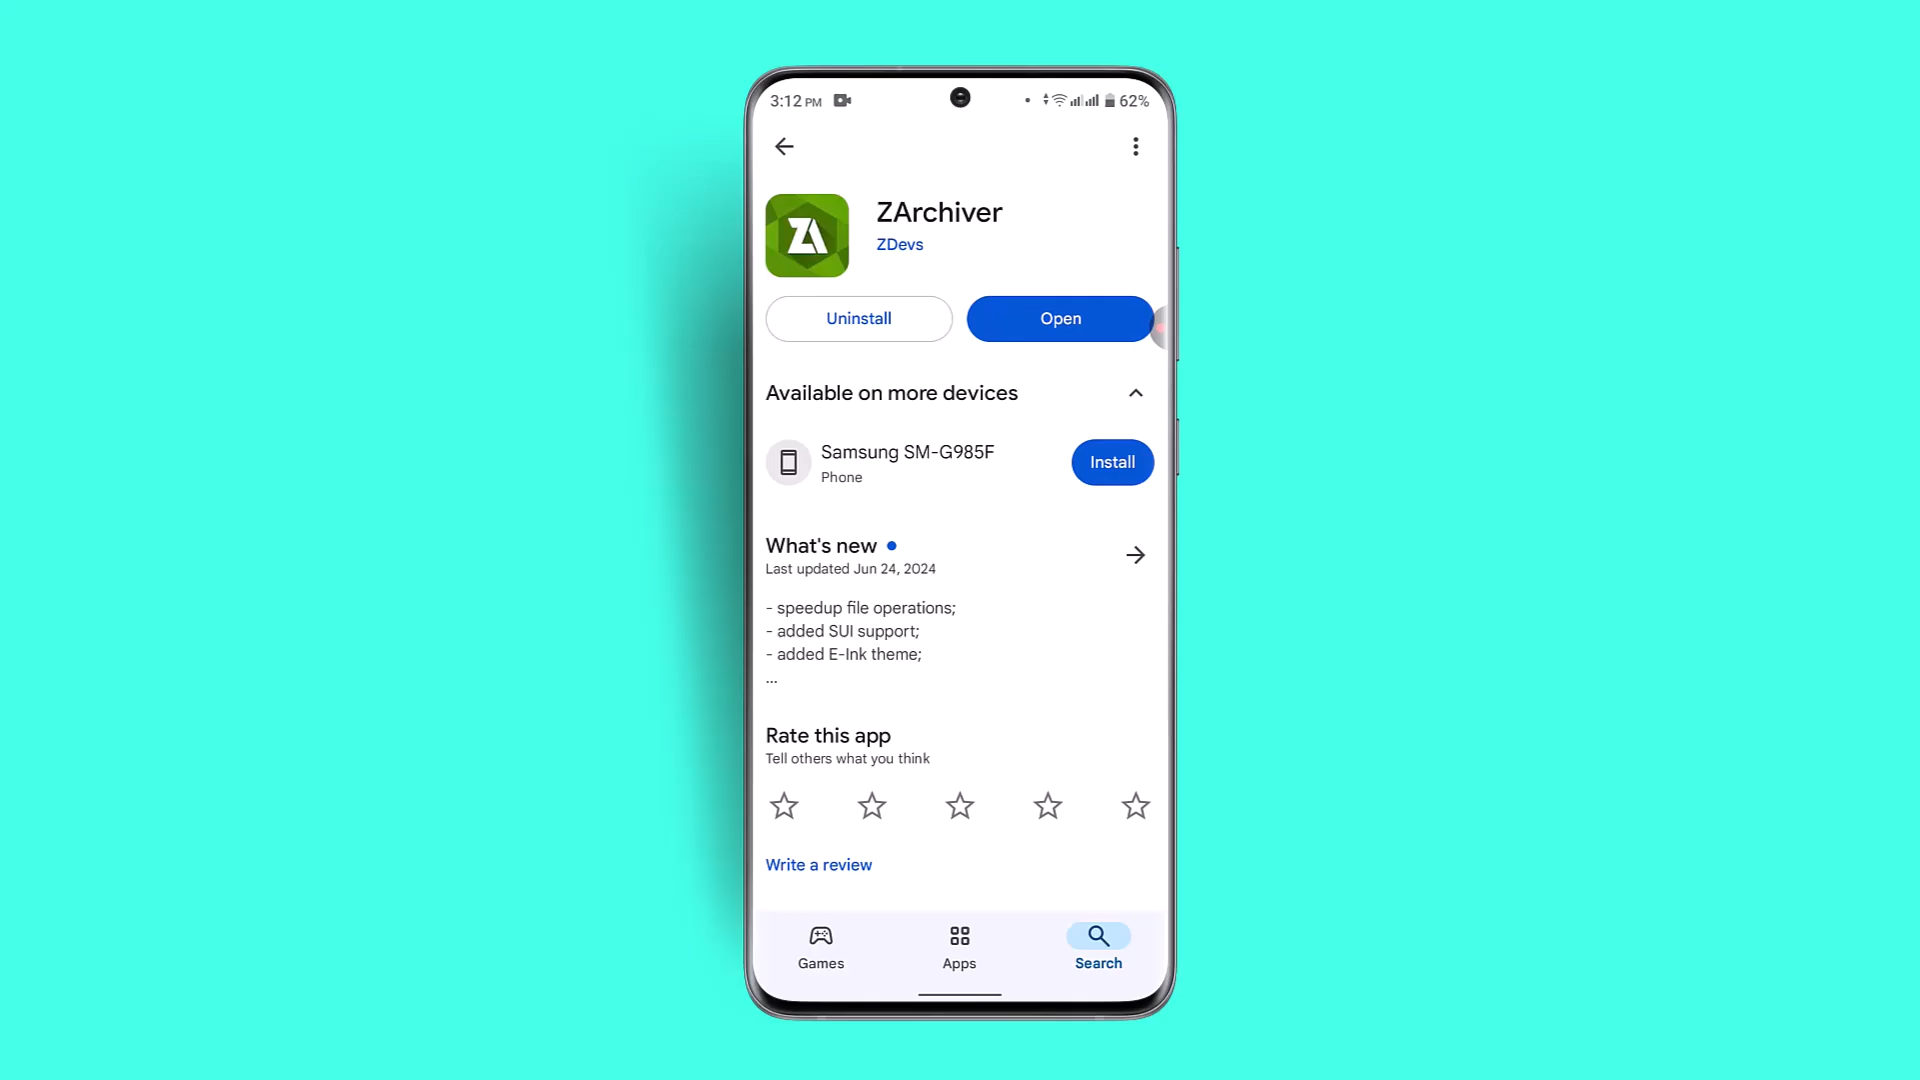 3:12 PM 62%
ZA
ZArchiver
ZDevs
Uninstall
Open
Available on more devices
Samsung SM-G985F
Phone
Install
What's new
Last updated Jun 24, 2024
- speedup file operations;
- added SUI support;
- added E-Ink theme;
...
Rate this app
Tell others what you think
Write a review
Games
Apps
Search